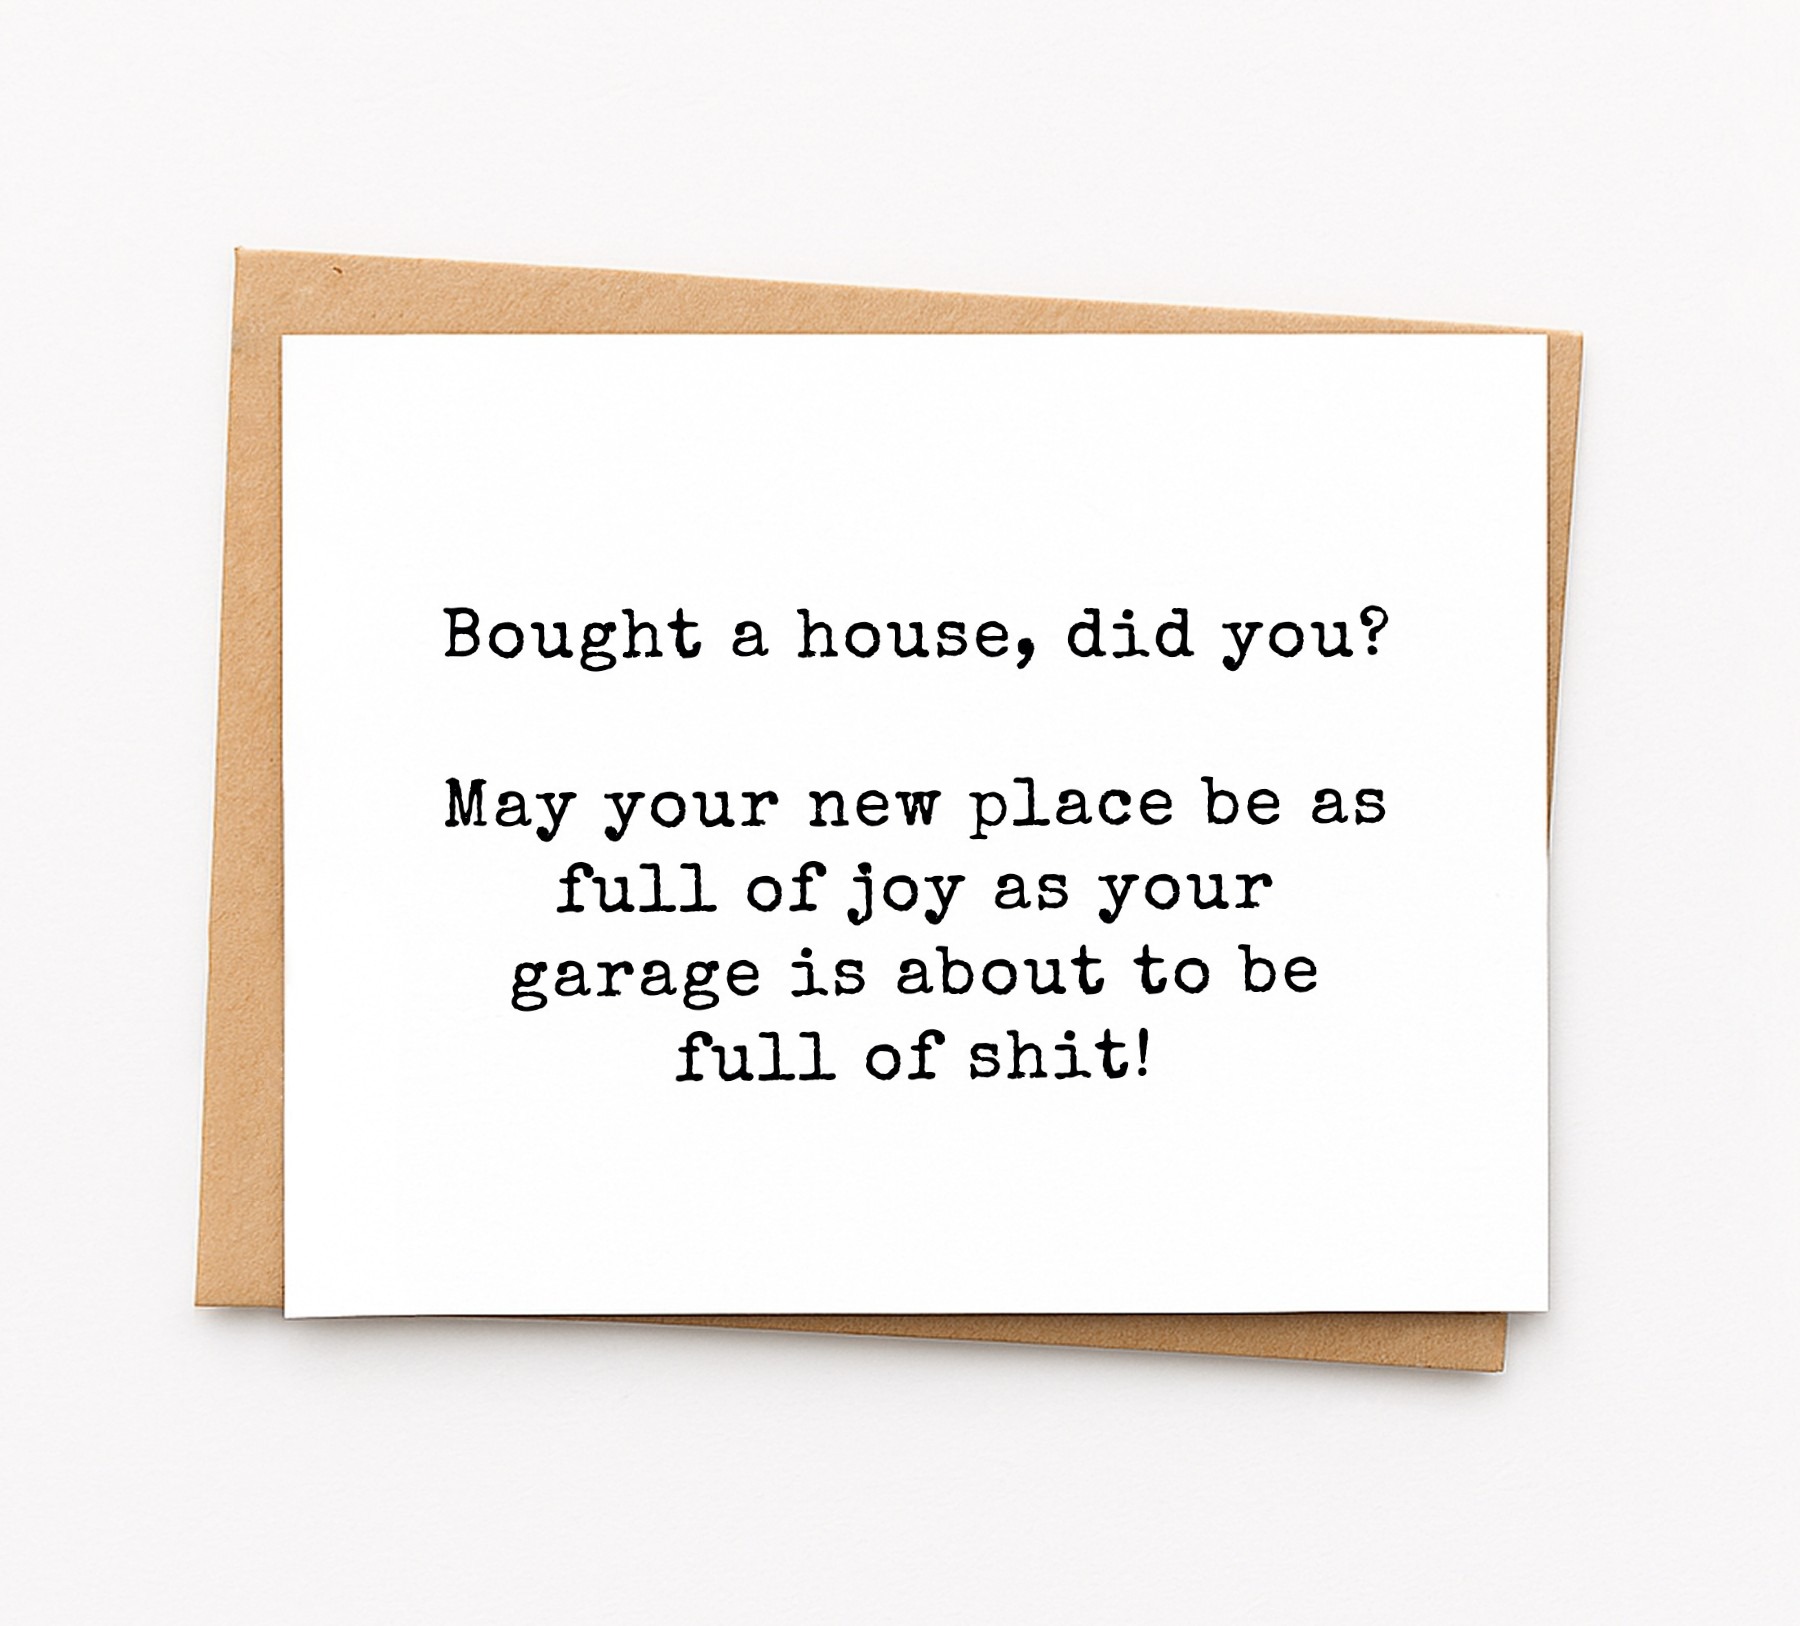 Bought a house, did you?
May your new place be as
full of joy as your
garage is about to be
full of shit!